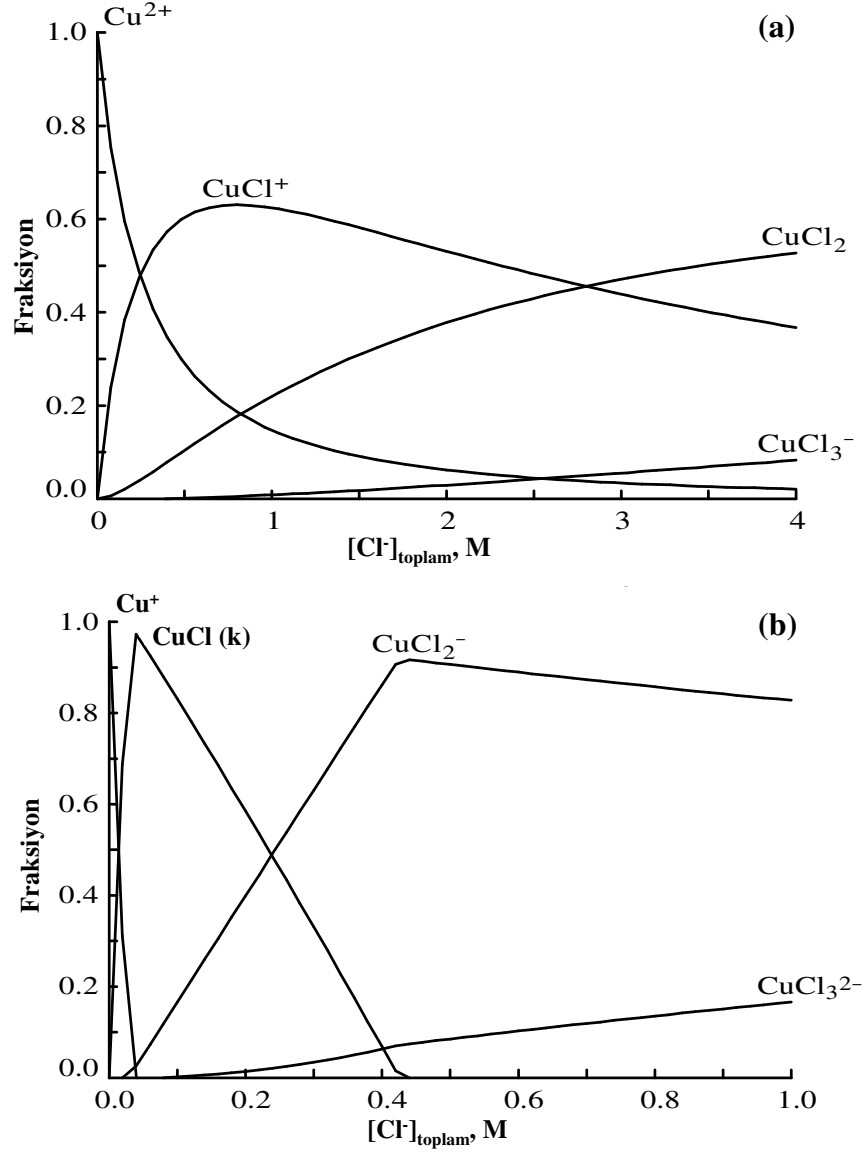 Cu²⁺
(a)
1.0
0.8
CuCl⁺
0.6
CuCl₂
Fraksiyon
0.4
0.2
CuCl₃⁻
0.0
0 1 2 3 4
[Cl⁻]toplam, M
Cu⁺
(b)
1.0
CuCl (k)
CuCl₂⁻
0.8
0.6
Fraksiyon
0.4
0.2
CuCl₃²⁻
0.0
0.0 0.2 0.4 0.6 0.8 1.0
[Cl⁻]toplam, M